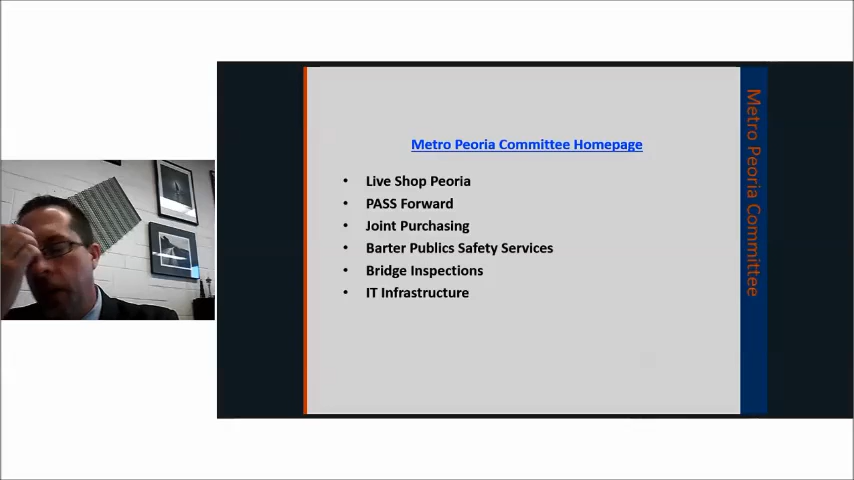 Metro Peoria Committee Homepage
• Live Shop Peoria
• PASS Forward
• Joint Purchasing
• Barter Publics Safety Services
• Bridge Inspections
• IT Infrastructure
Metro Peoria Committee